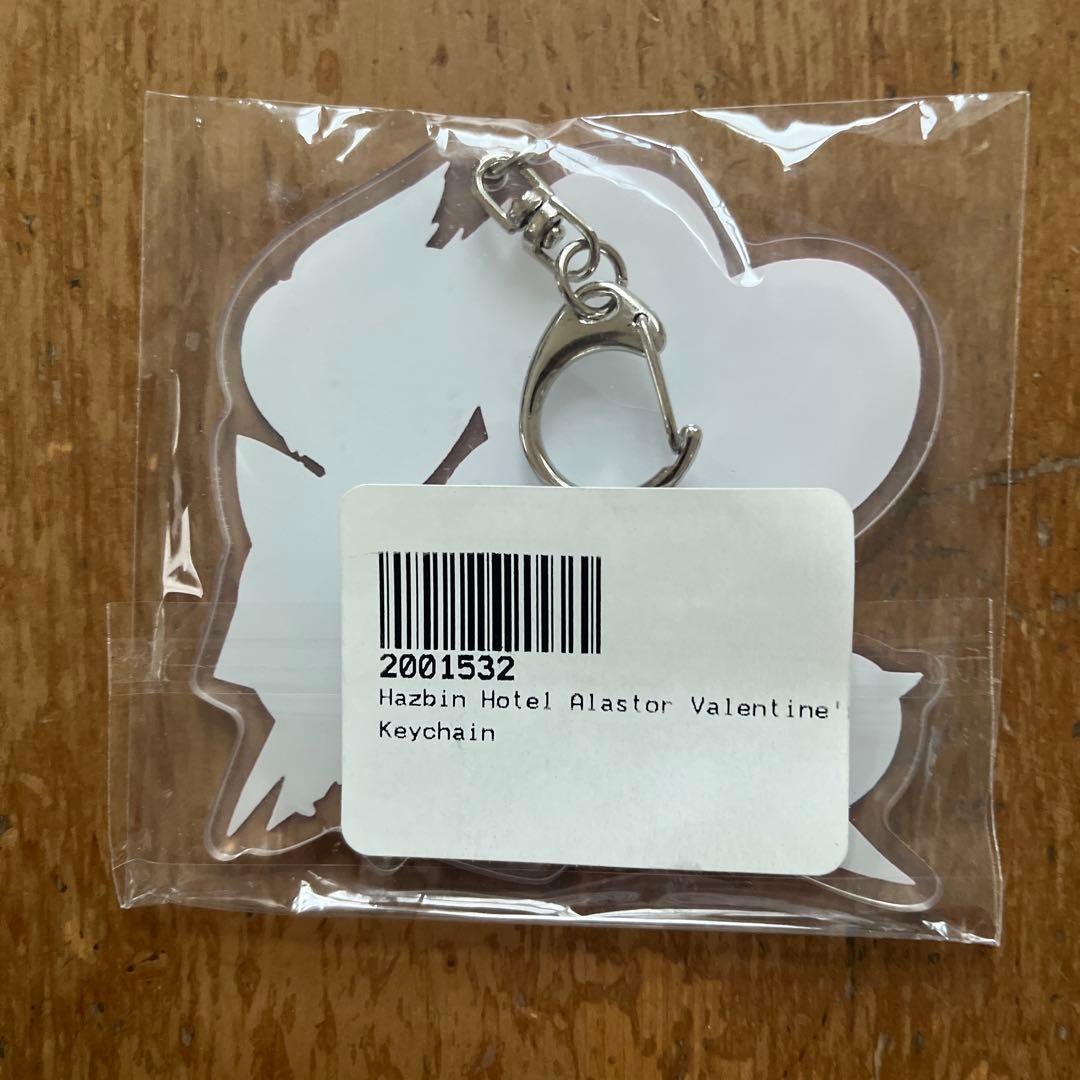 2001532
Hazbin Hotel Alastor Valentine'
Keychain